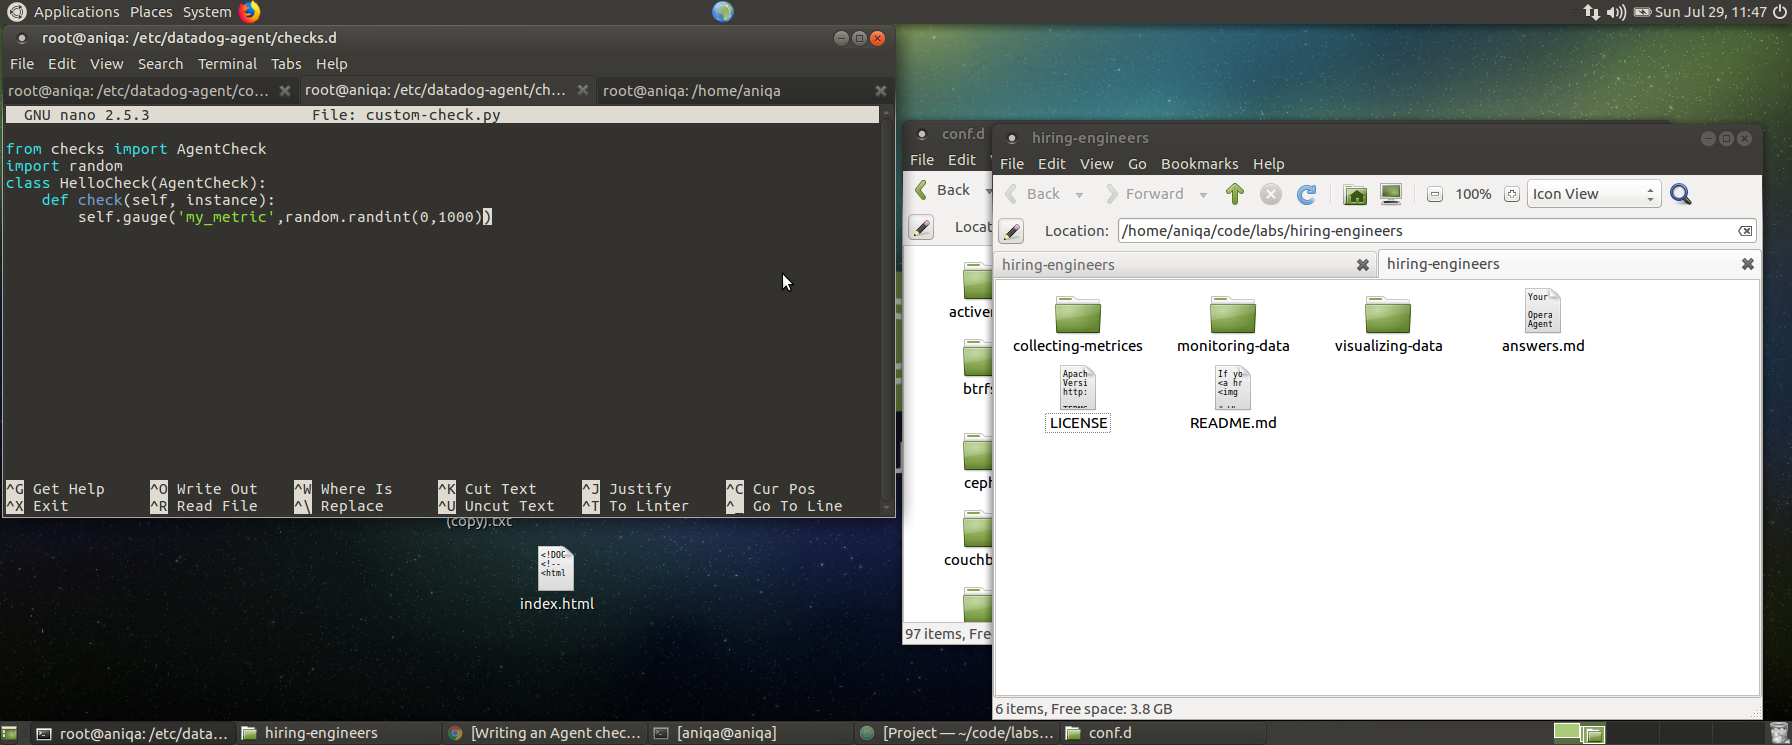 Applications Places System
Sun Jul 29, 11:47
root@aniqa: /etc/datadog-agent/checks.d
File Edit View Search Terminal Tabs Help
root@aniqa: /etc/datadog-agent/co...
root@aniqa: /etc/datadog-agent/ch...
root@aniqa: /home/aniqa
GNU nano 2.5.3 File: custom-check.py
from checks import AgentCheck
import random
class HelloCheck(AgentCheck):
def check(self, instance):
self.gauge('my_metric',random.randint(0,1000))
^G Get Help ^O Write Out ^W Where Is ^K Cut Text ^J Justify ^C Cur Pos
^X Exit ^R Read File ^\ Replace ^U Uncut Text ^T To Linter ^_ Go To Line
(copy).txt
<!DOC
<!--
<html
index.html
conf.d
File Edit
Back
Locat
active
btrfs
ceph
couchb
97 items, Fre
hiring-engineers
File Edit View Go Bookmarks Help
Back Forward 100% Icon View
Location: /home/aniqa/code/labs/hiring-engineers
hiring-engineers
hiring-engineers
Your
Opera
Agent
collecting-metrices monitoring-data visualizing-data answers.md
Apach
Versi
http:
If yo
<a hr
<img
LICENSE README.md
6 items, Free space: 3.8 GB
root@aniqa: /etc/data...
hiring-engineers
[Writing an Agent chec...
[aniqa@aniqa]
[Project — ~/code/labs...
conf.d